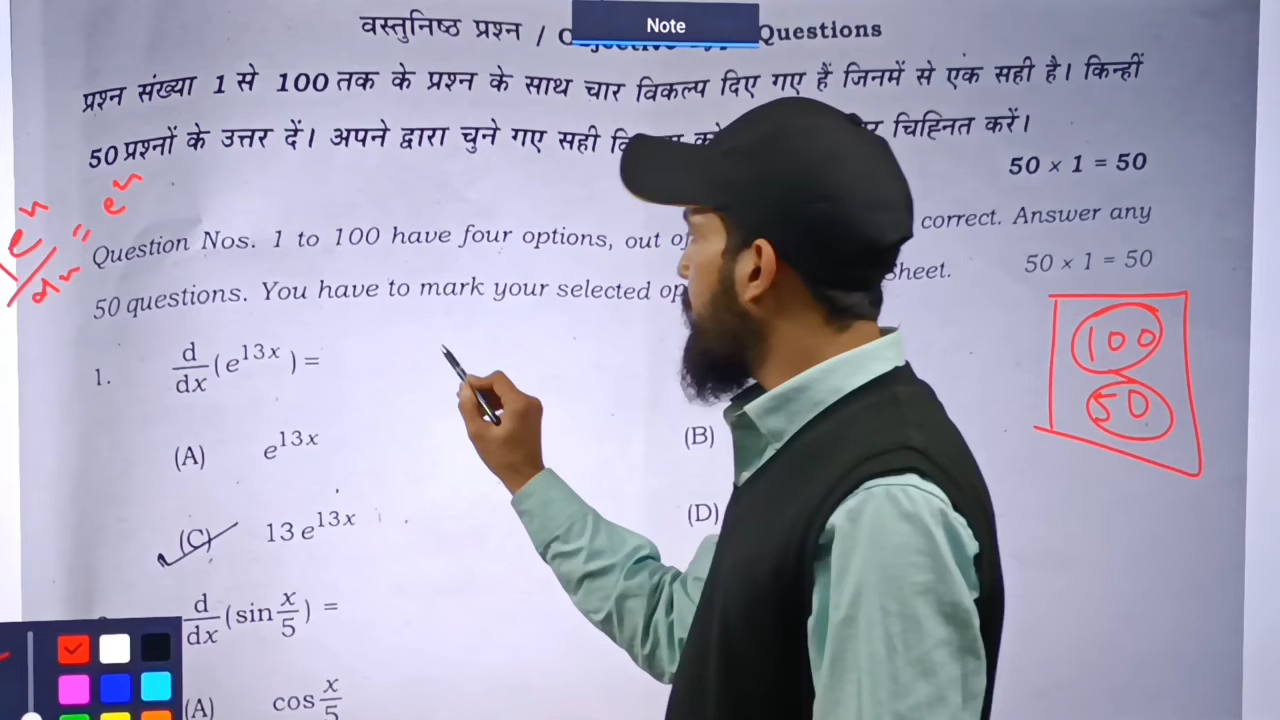 Note
वस्तुनिष्ठ प्रश्न / Questions
प्रश्न संख्या 1 से 100 तक के प्रश्न के साथ चार विकल्प दिए गए हैं जिनमें से एक सही है। किन्हीं
50 प्रश्नों के उत्तर दें। अपने द्वारा चुने गए सही चिह्नित करें।
50 × 1 = 50
Question Nos. 1 to 100 have four options, out correct. Answer any
50 questions. You have to mark your selected 50 × 1 = 50
100
50
1. d/dx (e^13x) =
(A) e^13x (B)
(C) 13 e^13x (D)
d/dx (sin x/5) =
(A) cos x/5